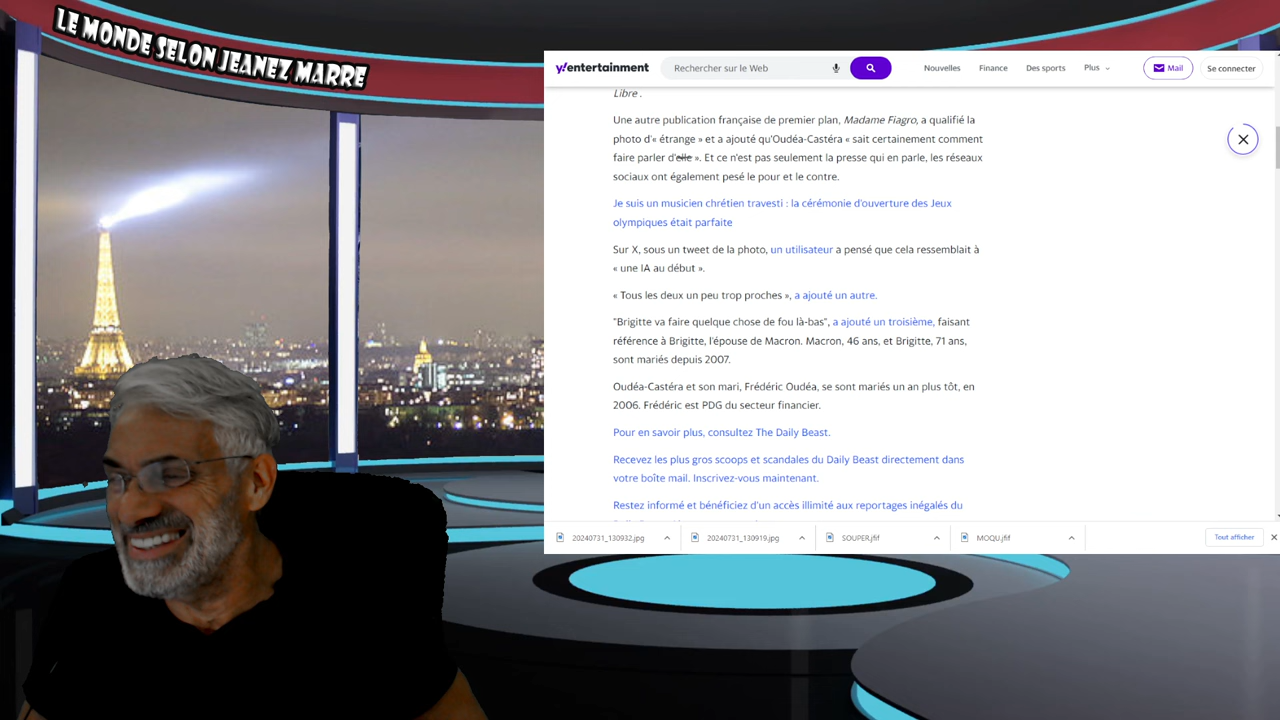 LE MONDE SELON JEANEZ MARRE
y!entertainment
Rechercher sur le Web
Nouvelles
Finance
Des sports
Plus
Mail
Se connecter
Libre .
Une autre publication française de premier plan, Madame Fiagro, a qualifié la
photo d'« étrange » et a ajouté qu'Oudéa-Castéra « sait certainement comment
faire parler d'elle ». Et ce n'est pas seulement la presse qui en parle, les réseaux
sociaux ont également pesé le pour et le contre.
Je suis un musicien chrétien travesti : la cérémonie d'ouverture des Jeux
olympiques était parfaite
Sur X, sous un tweet de la photo, un utilisateur a pensé que cela ressemblait à
« une IA au début ».
« Tous les deux un peu trop proches », a ajouté un autre.
"Brigitte va faire quelque chose de fou là-bas", a ajouté un troisième, faisant
référence à Brigitte, l'épouse de Macron. Macron, 46 ans, et Brigitte, 71 ans,
sont mariés depuis 2007.
Oudéa-Castéra et son mari, Frédéric Oudéa, se sont mariés un an plus tôt, en
2006. Frédéric est PDG du secteur financier.
Pour en savoir plus, consultez The Daily Beast.
Recevez les plus gros scoops et scandales du Daily Beast directement dans
votre boîte mail. Inscrivez-vous maintenant.
Restez informé et bénéficiez d'un accès illimité aux reportages inégalés du
20240731_130932.jpg
20240731_130919.jpg
SOUPER.jfif
MOQU.jfif
Tout afficher